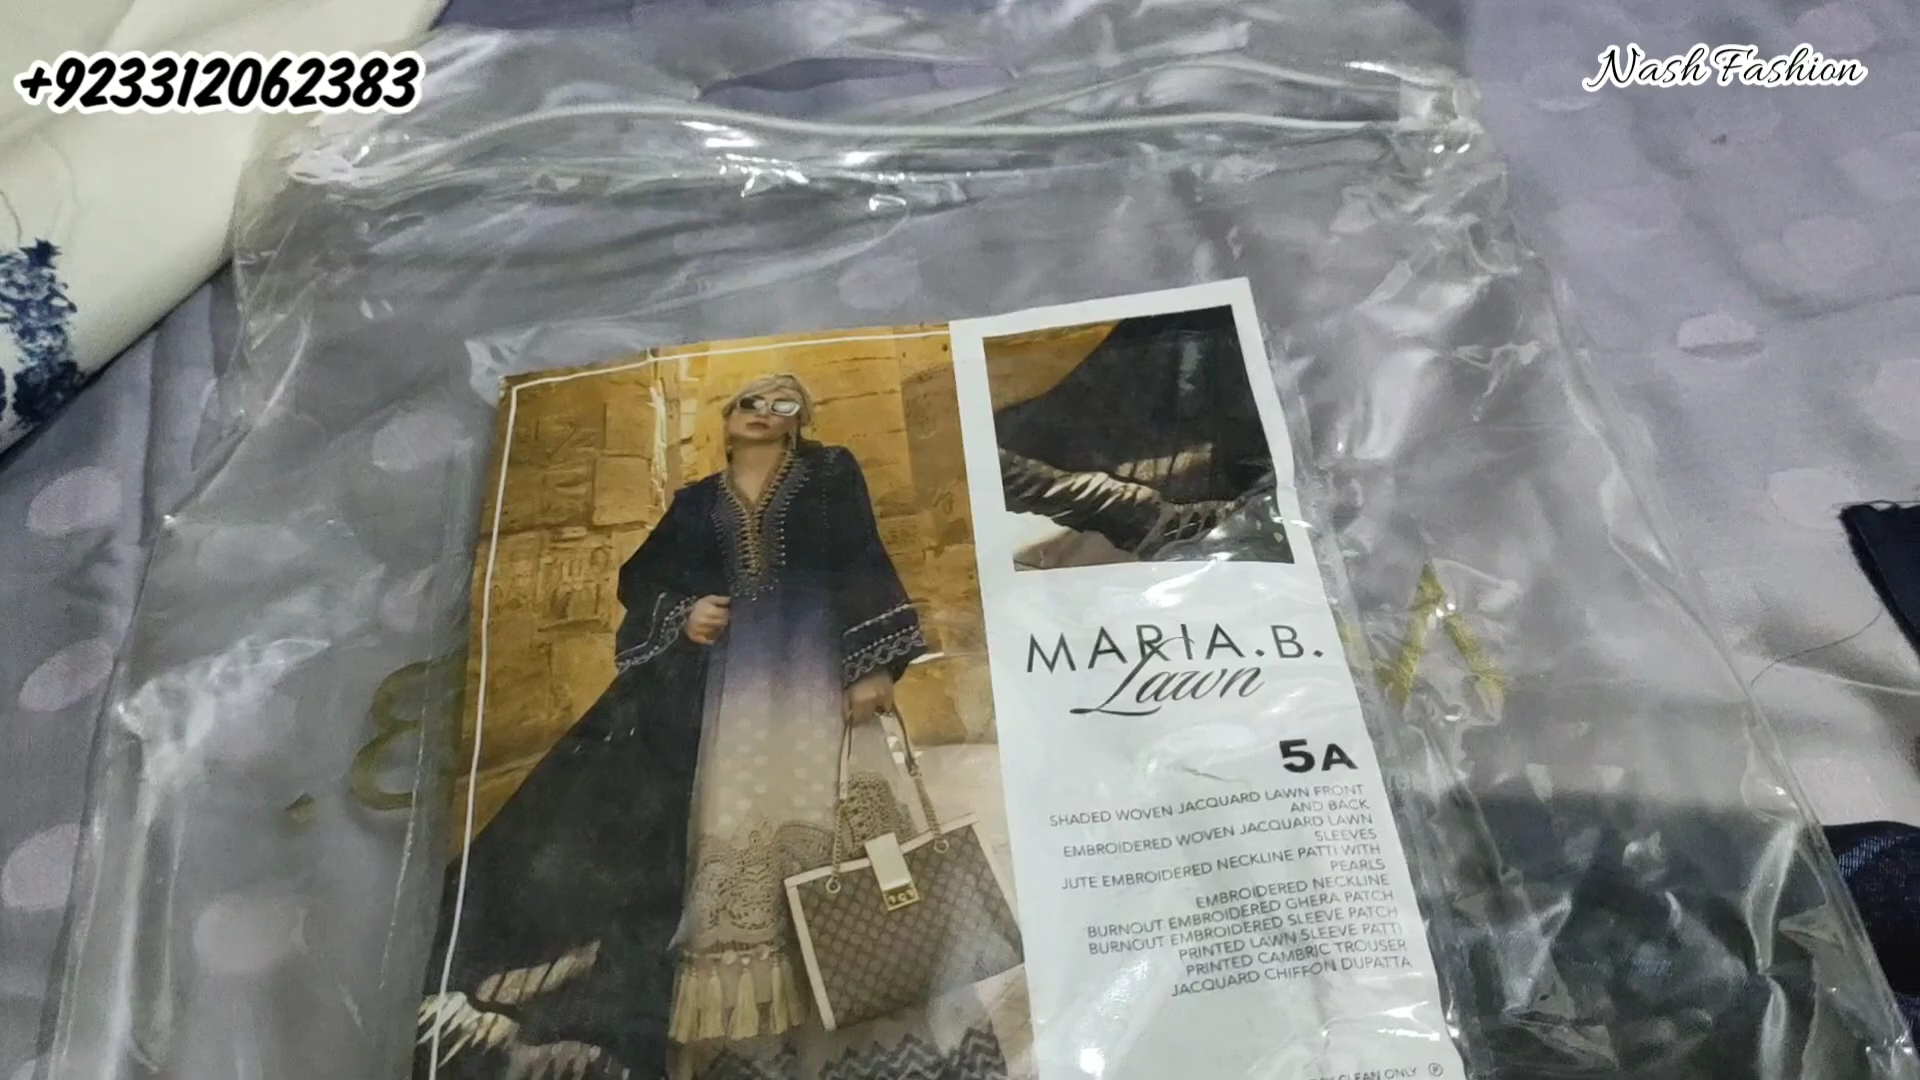 +923312062383
Nash Fashion
MARIA.B.
Lawn
5A
SHADED WOVEN JACQUARD LAWN FRONT
AND BACK
EMBROIDERED WOVEN JACQUARD LAWN
SLEEVES
JUTE EMBROIDERED NECKLINE PATTI WITH
PEARLS
EMBROIDERED NECKLINE
BURNOUT EMBROIDERED GHERA PATCH
BURNOUT EMBROIDERED SLEEVE PATCH
PRINTED LAWN SLEEVE PATTI
PRINTED CAMBRIC TROUSER
JACQUARD CHIFFON DUPATTA
CLEAN ONLY Ⓟ
B.